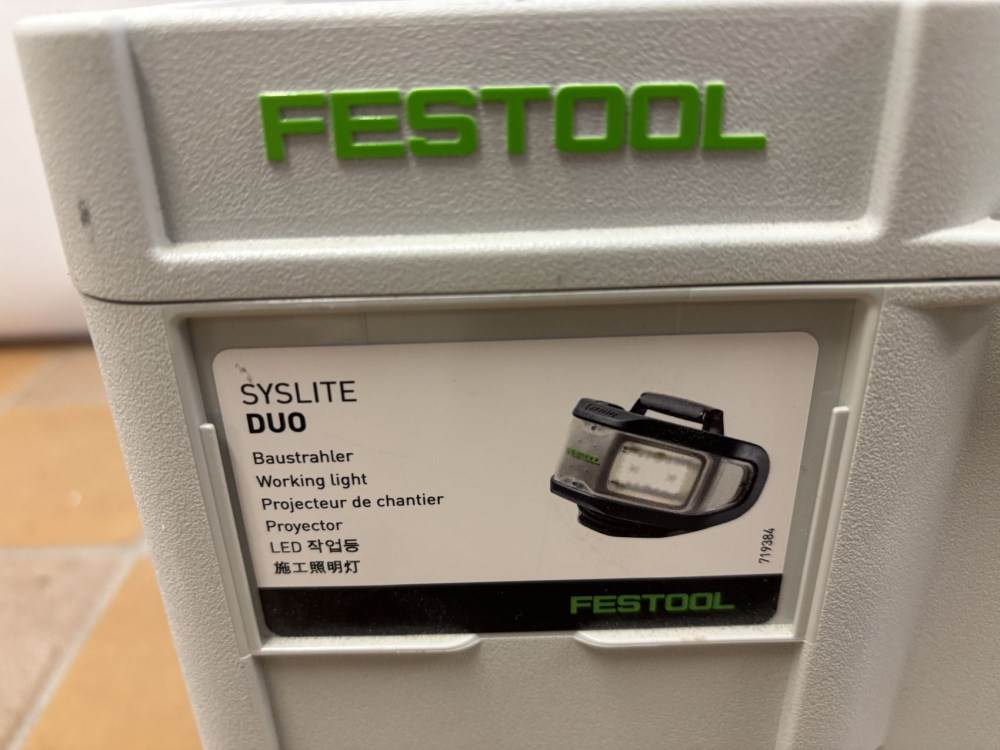 FESTOOL
SYSLITE
DUO
Baustrahler
Working light
Projecteur de chantier
Proyector
LED 작업등
施工照明灯
FESTOOL
719384
FESTOOL